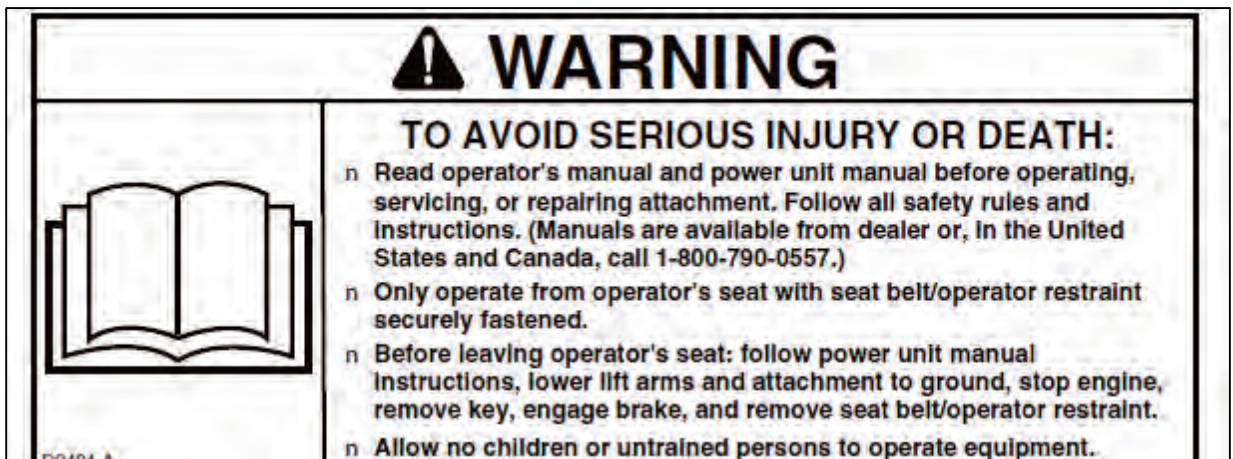 WARNING
TO AVOID SERIOUS INJURY OR DEATH:
n Read operator's manual and power unit manual before operating,
servicing, or repairing attachment. Follow all safety rules and
instructions. (Manuals are available from dealer or, in the United
States and Canada, call 1-800-790-0557.)
n Only operate from operator's seat with seat belt/operator restraint
securely fastened.
n Before leaving operator's seat: follow power unit manual
instructions, lower lift arms and attachment to ground, stop engine,
remove key, engage brake, and remove seat belt/operator restraint.
n Allow no children or untrained persons to operate equipment.